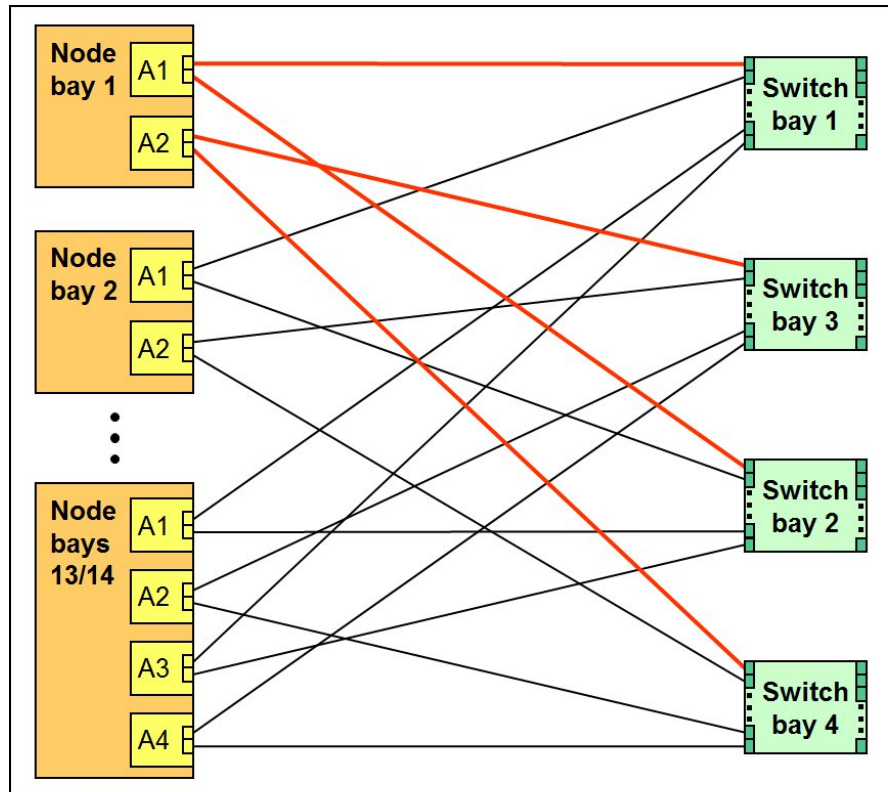 Node
bay 1
A1
A2
Node
bay 2
A1
A2
Node
bays
13/14
A1
A2
A3
A4
Switch
bay 1
Switch
bay 3
Switch
bay 2
Switch
bay 4